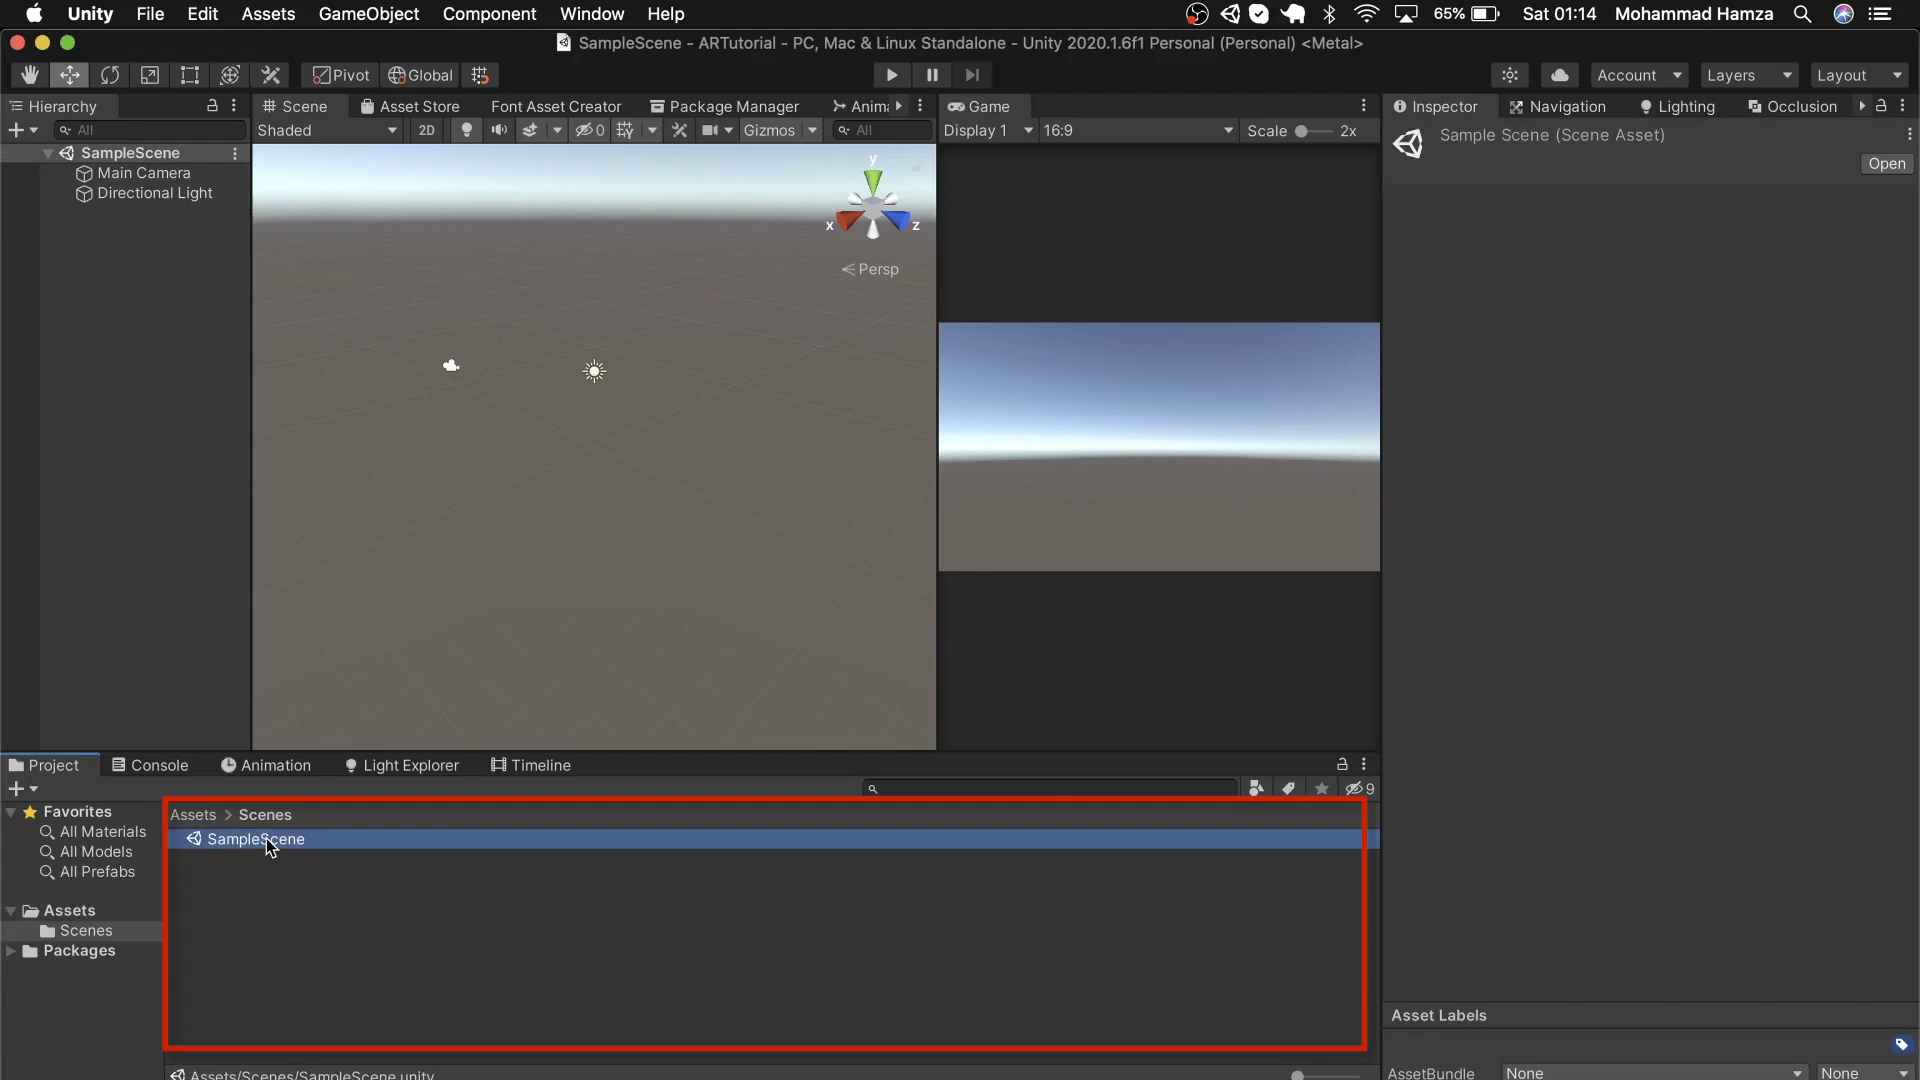 Unity File Edit Assets GameObject Component Window Help 65% Sat 01:14 Mohammad Hamza
SampleScene - ARTutorial - PC, Mac & Linux Standalone - Unity 2020.1.6f1 Personal (Personal) <Metal>
Pivot Global Account Layers Layout
Hierarchy Scene Asset Store Font Asset Creator Package Manager Anima Game Inspector Navigation Lighting Occlusion
All Shaded 2D 0 Gizmos All Display 1 16:9 Scale 2x
Sample Scene (Scene Asset)
Open
SampleScene
Main Camera
Directional Light
y
x z
Persp
Project Console Animation Light Explorer Timeline
9
Favorites
All Materials
All Models
All Prefabs
Assets
Scenes
Packages
Assets > Scenes
SampleScene
Assets/Scenes/SampleScene.unity
Asset Labels
AssetBundle None None